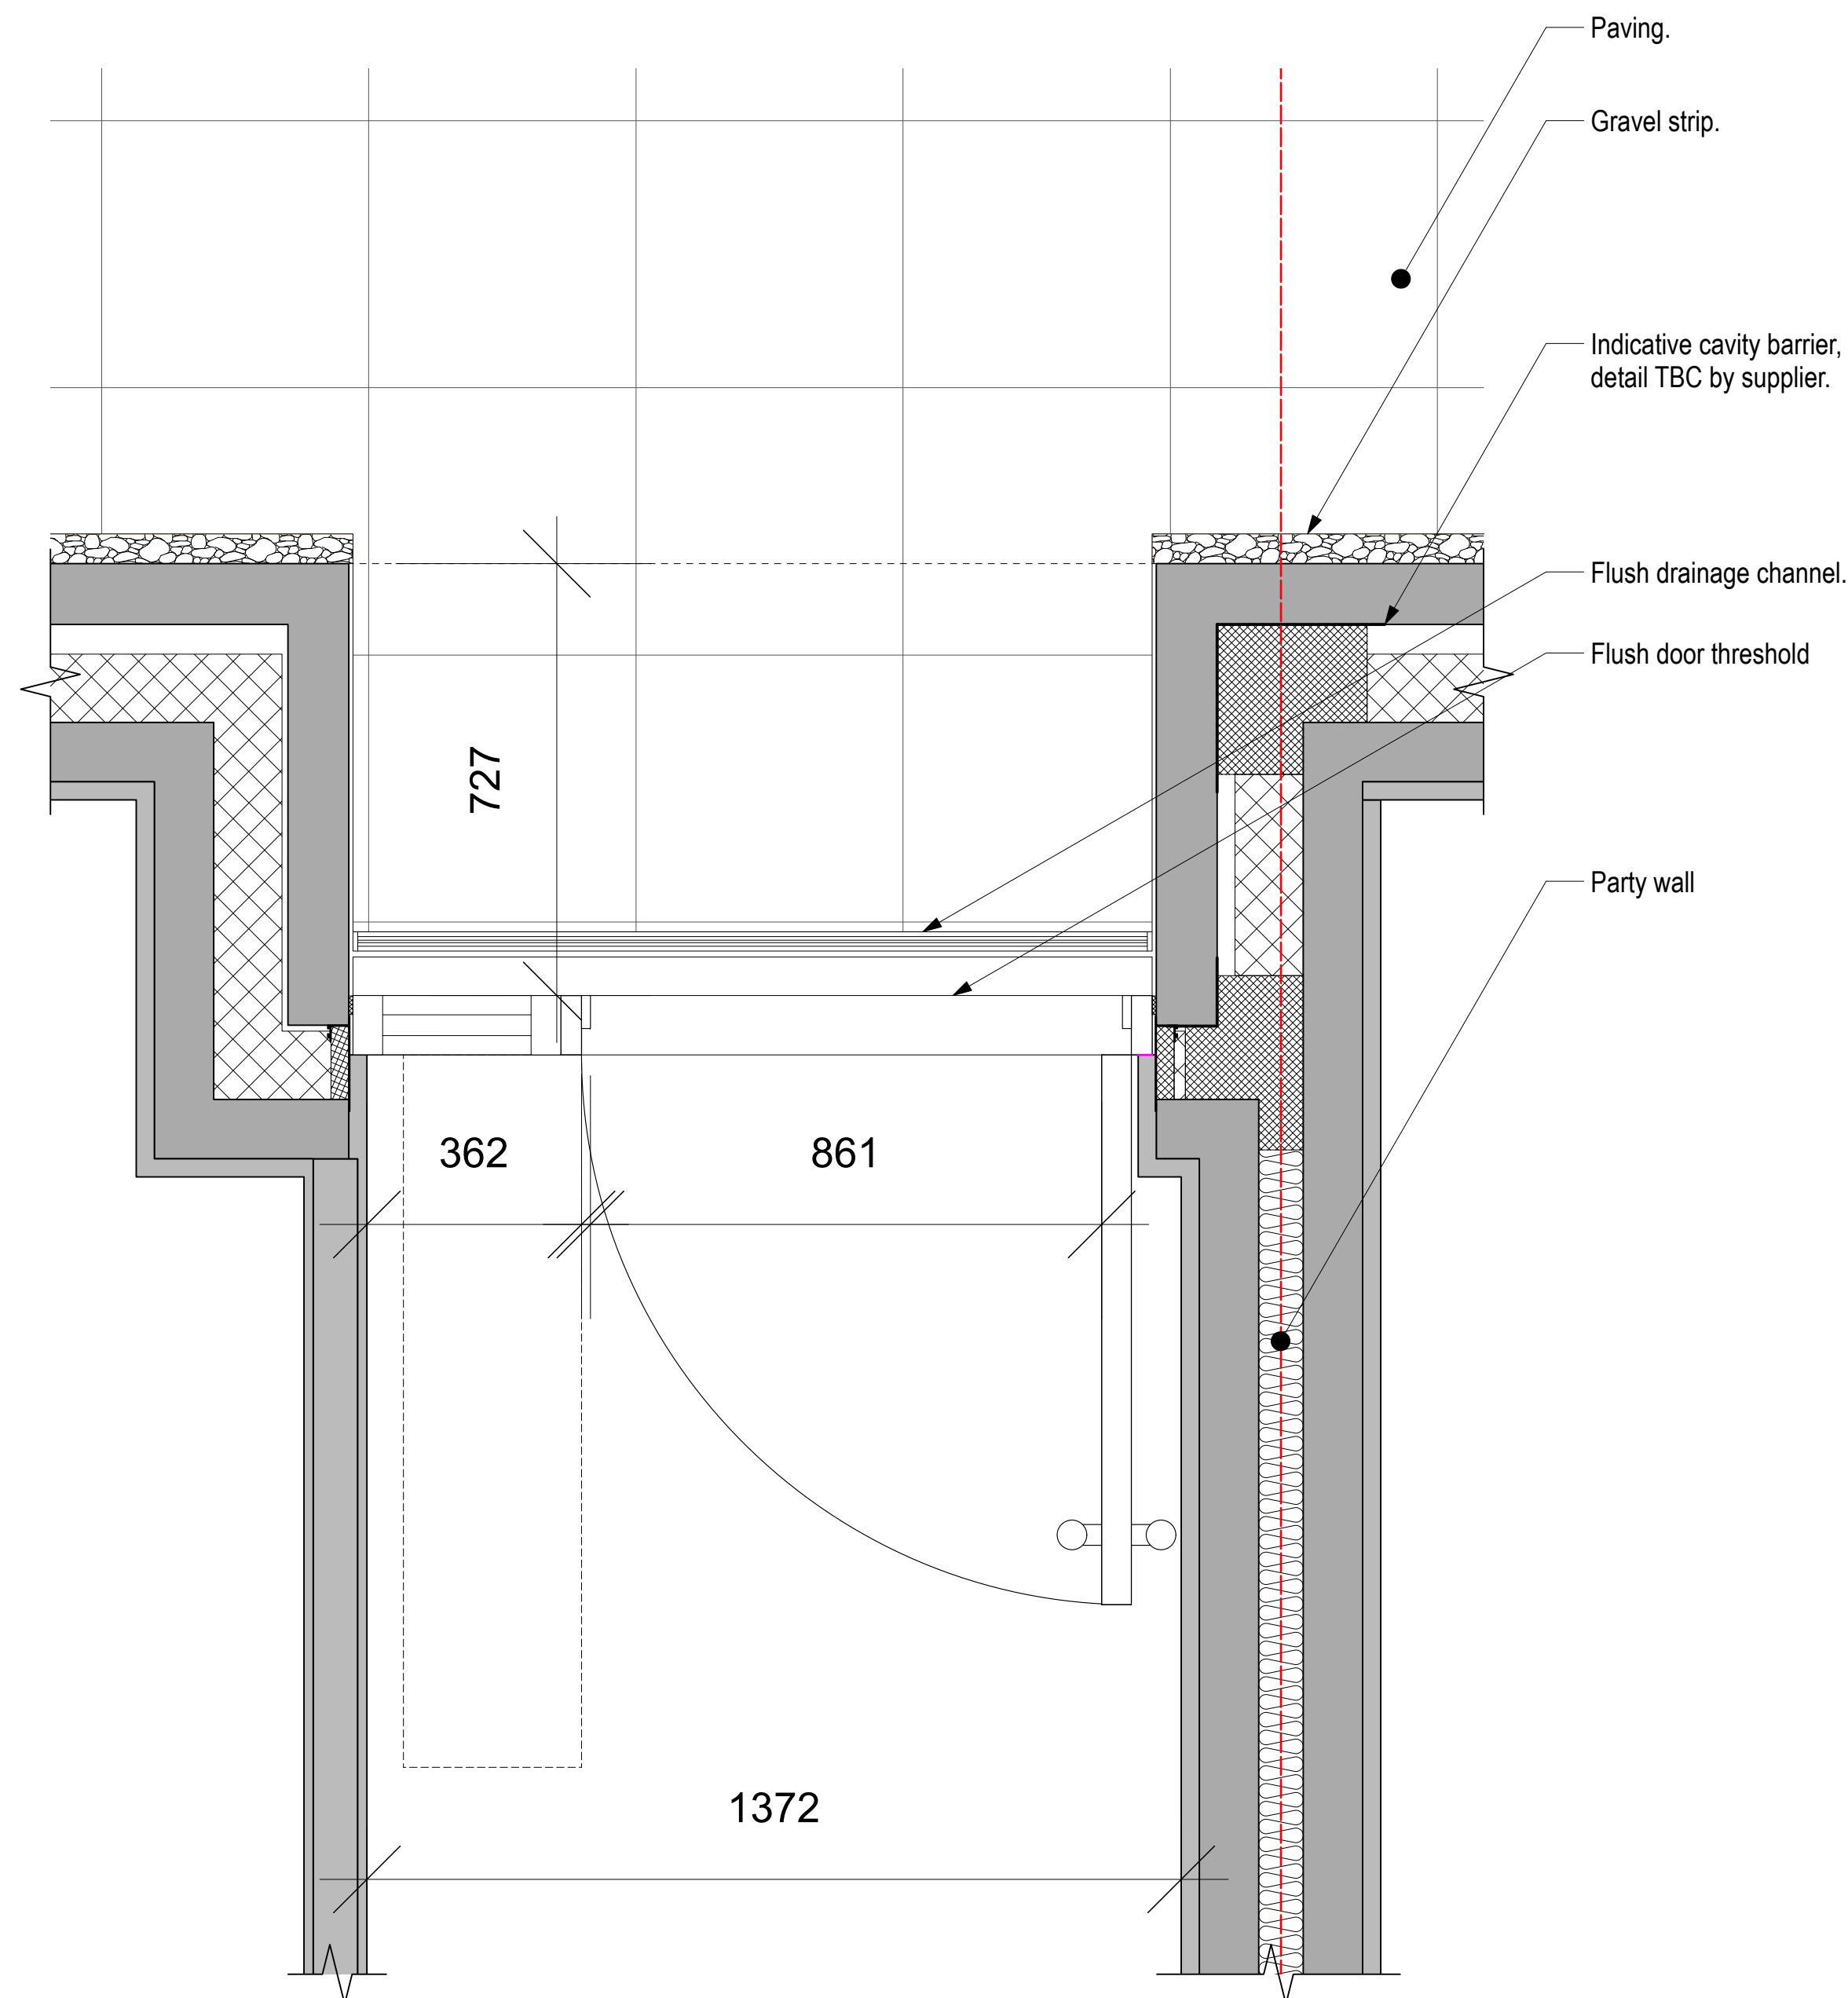 Paving.
Gravel strip.
Indicative cavity barrier,
detail TBC by supplier.
Flush drainage channel.
Flush door threshold
727
Party wall
362
861
1372